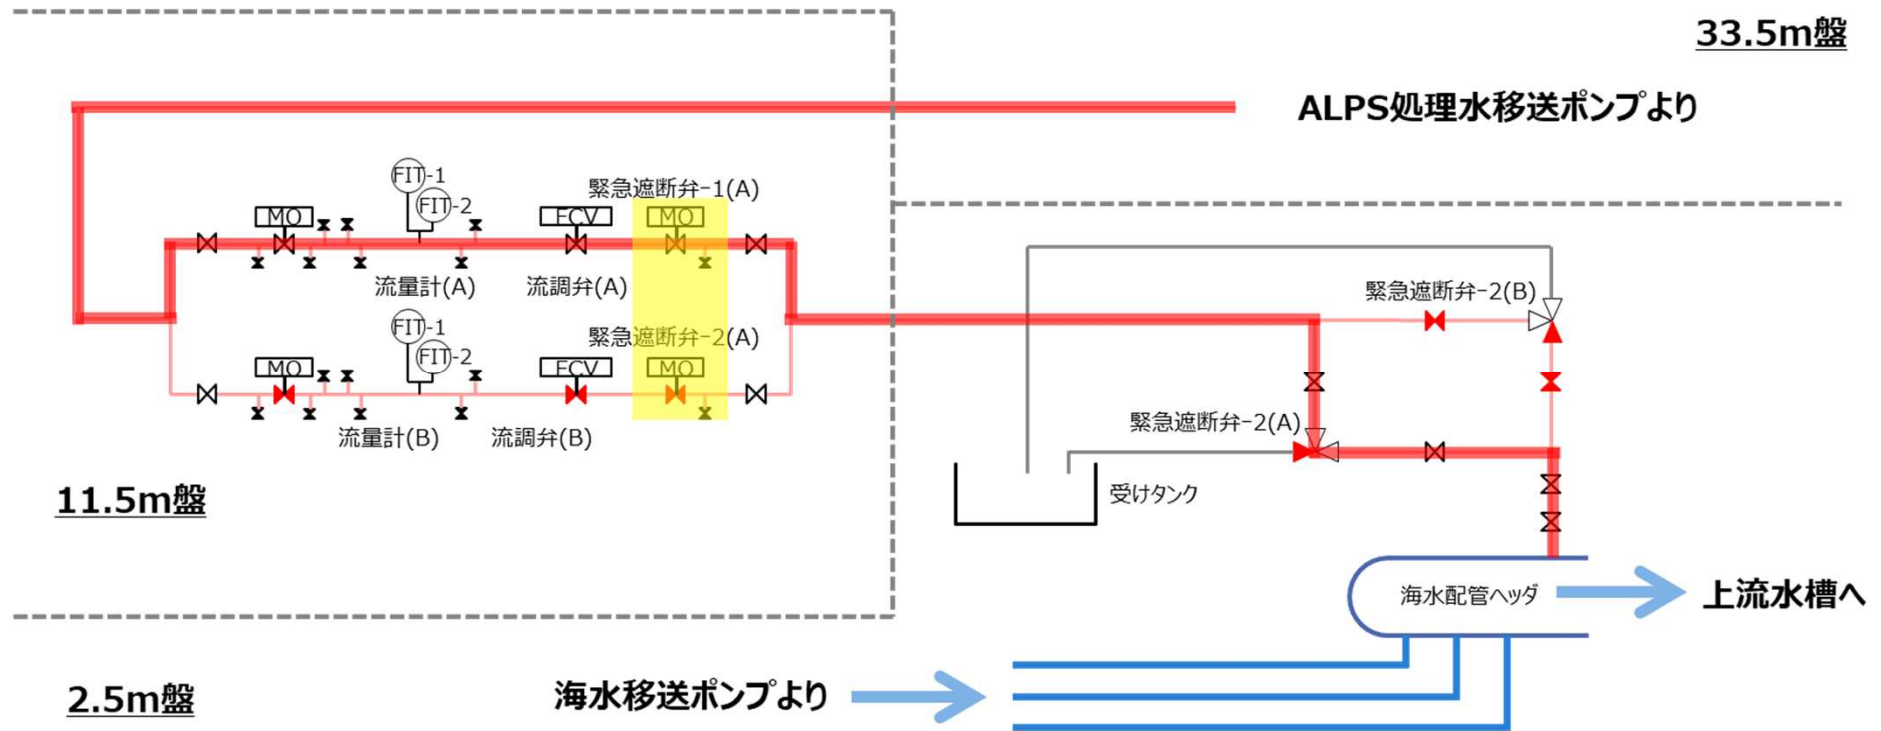 33.5m盤
ALPS処理水移送ポンプより
FIT-1
FIT-2
緊急遮断弁-1(A)
MO
FCV
MO
流量計(A)
流調弁(A)
FIT-1
FIT-2
緊急遮断弁-2(A)
MO
FCV
MO
流量計(B)
流調弁(B)
緊急遮断弁-2(B)
緊急遮断弁-2(A)
受けタンク
11.5m盤
海水配管ヘッダ
上流水槽へ
海水移送ポンプより
2.5m盤